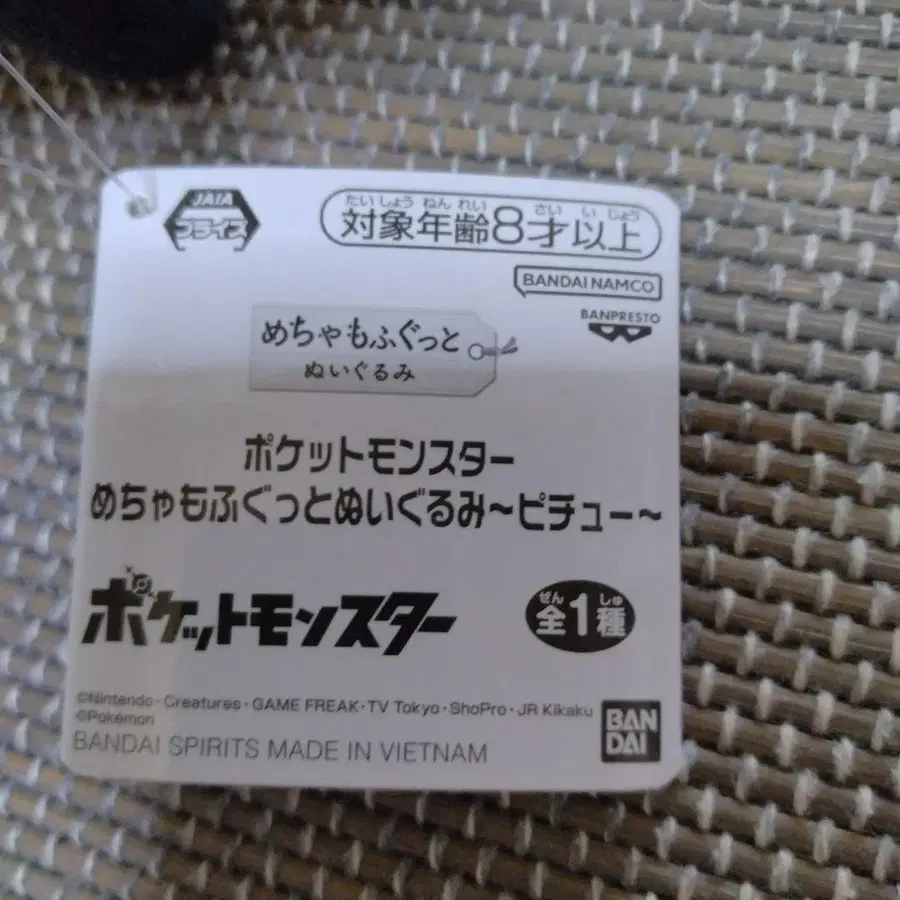 JAIA
プライズ
たいしょうねんれい さい いじょう
対象年齢8才以上
BANDAI NAMCO
BANPRESTO
めちゃもふぐっと
ぬいぐるみ
ポケットモンスター
めちゃもふぐっとぬいぐるみ〜ピチュー〜
ポケットモンスター
ぜん しゅ
全1種
©Nintendo・Creatures・GAME FREAK・TV Tokyo・ShoPro・JR Kikaku
©Pokémon
BANDAI SPIRITS MADE IN VIETNAM
BAN
DAI